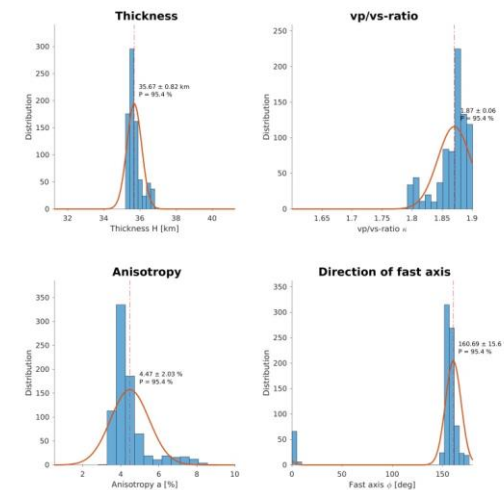 Thickness
300
250
200
150
100
50
0
Distribution
35.67 ± 0.82 km
P = 95.4 %
32 34 36 38 40
Thickness H [km]
vp/vs-ratio
250
200
150
100
50
0
Distribution
1.87 ± 0.06
P = 95.4 %
1.65 1.7 1.75 1.8 1.85 1.9
vp/vs-ratio κ
Anisotropy
350
300
250
200
150
100
50
0
Distribution
4.47 ± 2.03 %
P = 95.4 %
2 4 6 8 10
Anisotropy a [%]
Direction of fast axis
350
300
250
200
150
100
50
0
Distribution
160.69 ± 15.6
P = 95.4 %
0 50 100 150
Fast axis ϕ [deg]